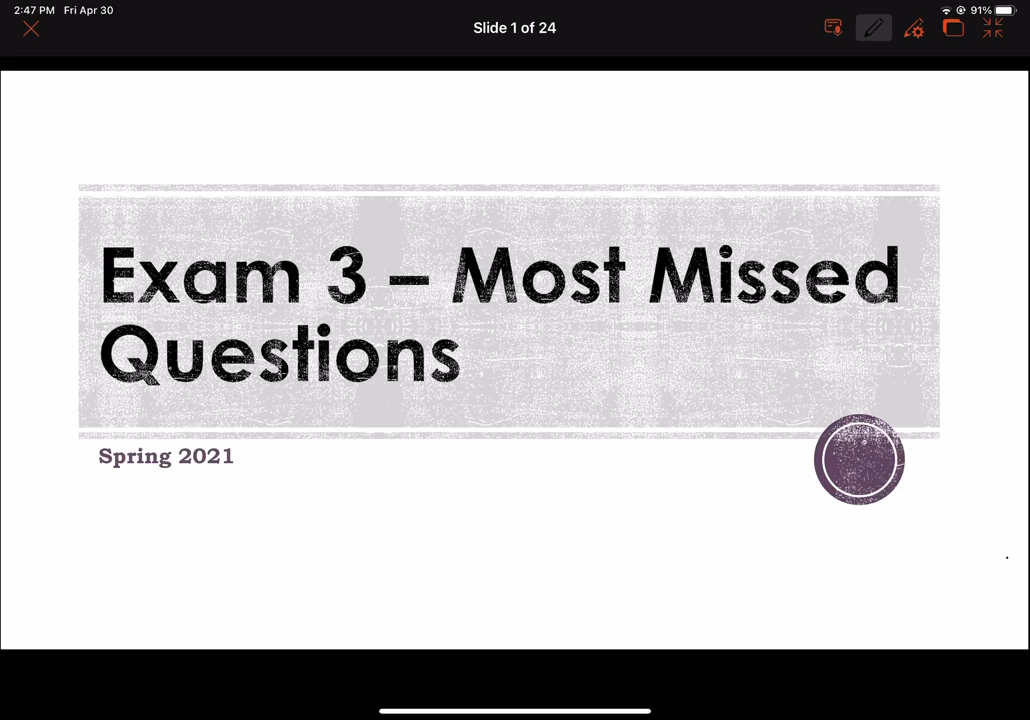 2:47 PM Fri Apr 30
91%
Slide 1 of 24
Exam 3 – Most Missed
Questions
Spring 2021